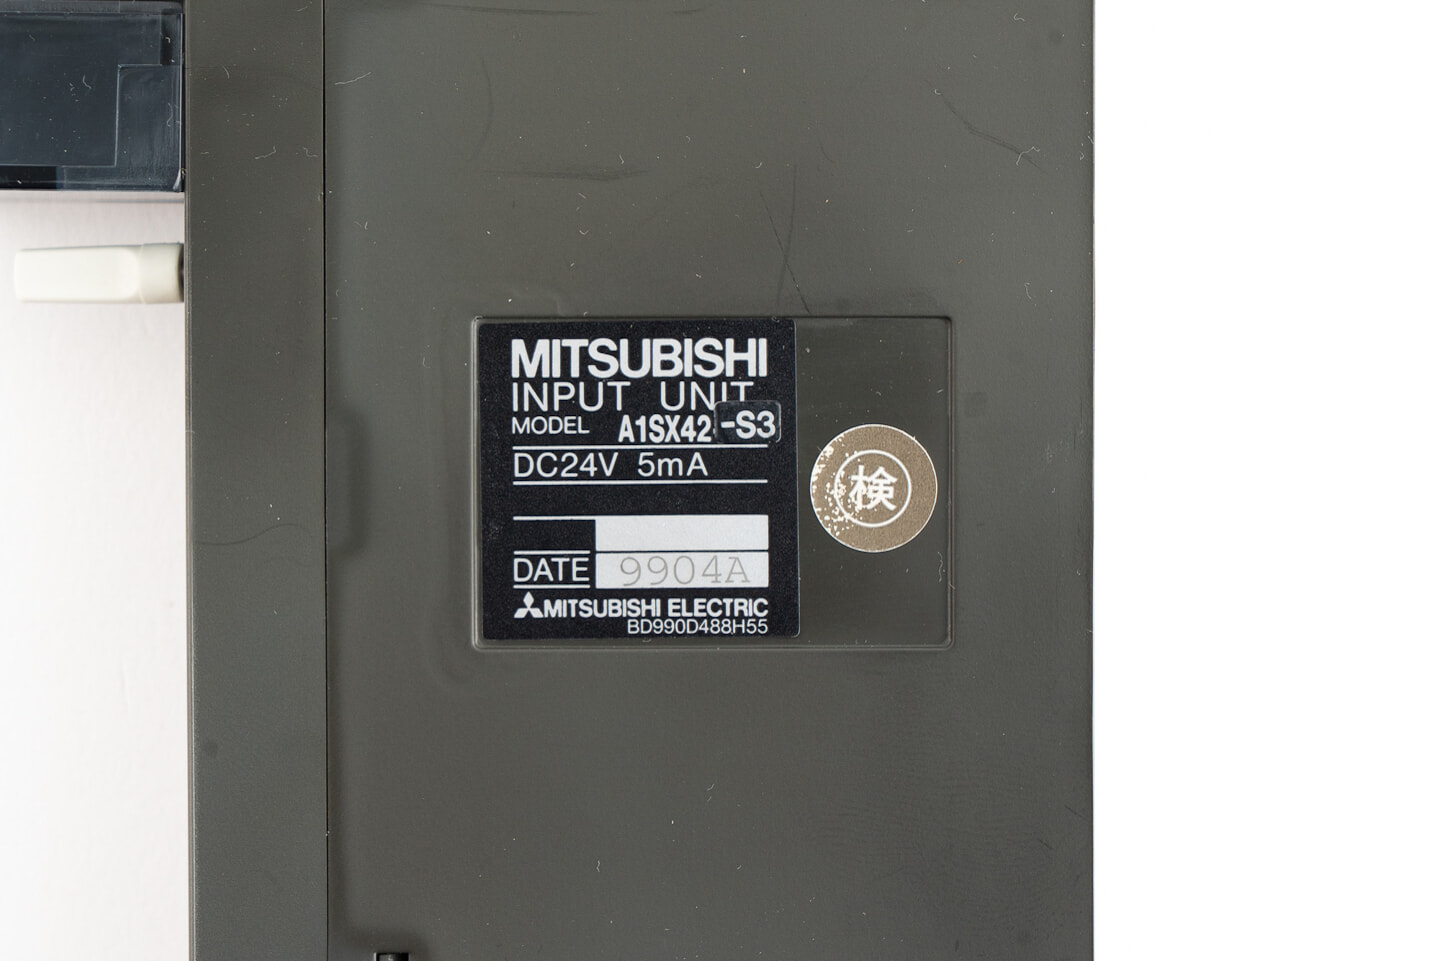 MITSUBISHI
INPUT UNIT
MODEL A1SX42-S3
DC24V 5mA
DATE 9904A
MITSUBISHI ELECTRIC
BD990D488H55
検